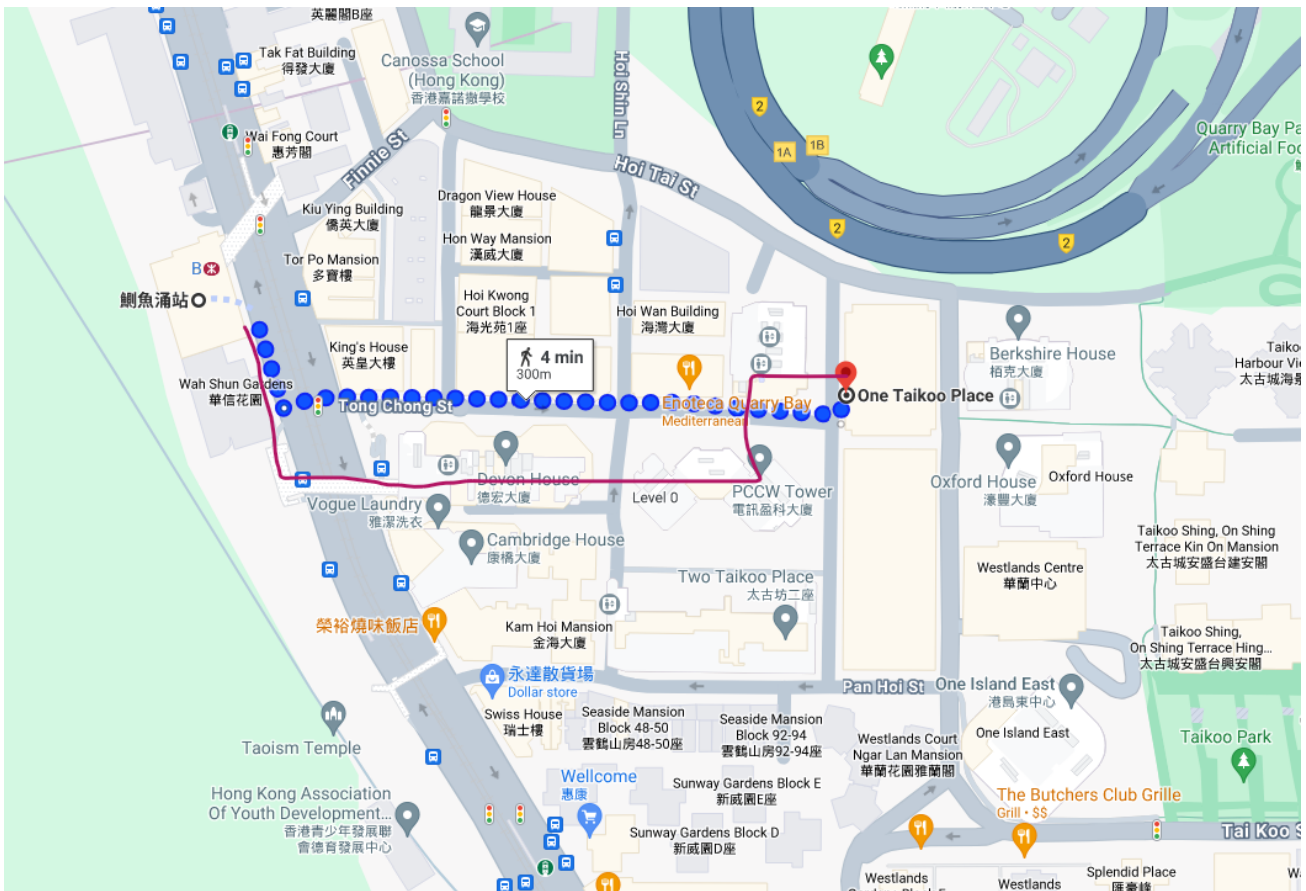 英麗閣B座
Tak Fat Building
得發大廈
Canossa School
(Hong Kong)
香港嘉諾撒學校
Hoi Shin Ln
2
1A
1B
Quarry Bay Pa
Artificial Foo
Wai Fong Court
惠芳閣
Finnie St
Hoi Tai St
Kiu Ying Building
僑英大廈
Dragon View House
龍景大廈
2
2
Hon Way Mansion
漢威大廈
Tor Po Mansion
多寶樓
B
鰂魚涌站
Hoi Kwong
Court Block 1
海光苑1座
Hoi Wan Building
海灣大廈
King's House
英皇大樓
4 min
300m
Berkshire House
栢克大廈
Taikoo
Harbour Vie
太古城海景
Wah Shun Gardens
華信花園
Tong Chong St
Enoteca Quarry Bay
Mediterranean
One Taikoo Place
Devon House
德宏大廈
Level 0
PCCW Tower
電訊盈科大廈
Oxford House
濠豐大廈
Oxford House
Vogue Laundry
雅潔洗衣
Cambridge House
康橋大廈
Taikoo Shing, On Shing
Terrace Kin On Mansion
太古城安盛台建安閣
Two Taikoo Place
太古坊二座
Westlands Centre
華蘭中心
榮裕燒味飯店
Kam Hoi Mansion
金海大廈
Taikoo Shing,
On Shing Terrace Hing...
太古城安盛台興安閣
永達散貨場
Dollar store
Pan Hoi St
One Island East
港島東中心
One Island East
Swiss House
瑞士樓
Seaside Mansion
Block 48-50
雲鶴山房48-50座
Seaside Mansion
Block 92-94
雲鶴山房92-94座
Westlands Court
Ngar Lan Mansion
華蘭花園雅蘭閣
Taikoo Park
Taoism Temple
Wellcome
惠康
Sunway Gardens Block E
新威園E座
Hong Kong Association
Of Youth Development...
香港青少年發展聯
會德育發展中心
The Butchers Club Grille
Grill · $$
Sunway Gardens Block D
新威園D座
Tai Koo S
Westlands
Westlands
Splendid Place
匯豪峰